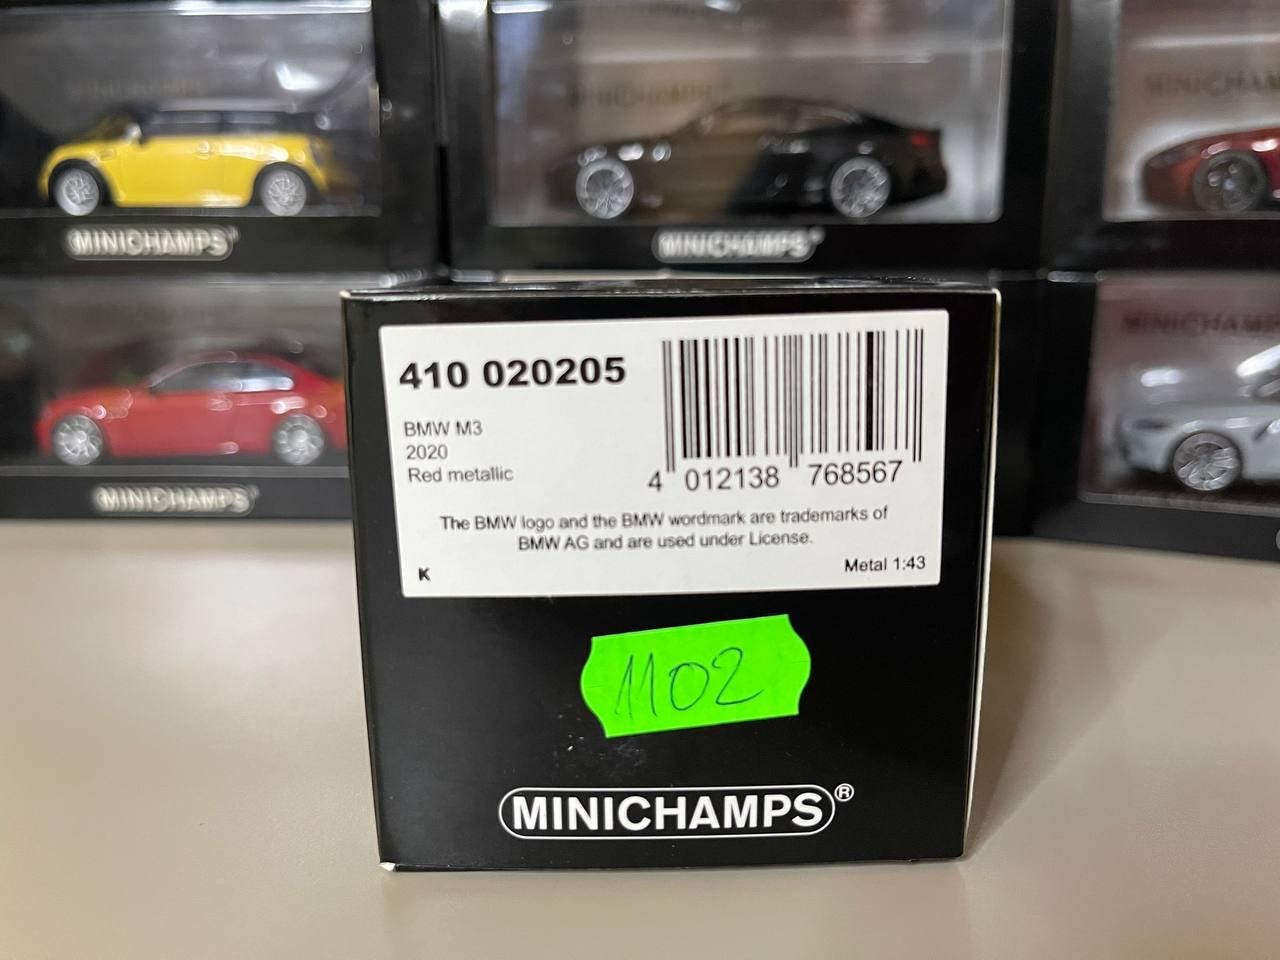 MINICHAMPS
MINICHAMPS
MINICHAMPS
410 020205
BMW M3
2020
Red metallic
4 012138 768567
The BMW logo and the BMW wordmark are trademarks of
BMW AG and are used under License.
K
Metal 1:43
1102
MINICHAMPS®